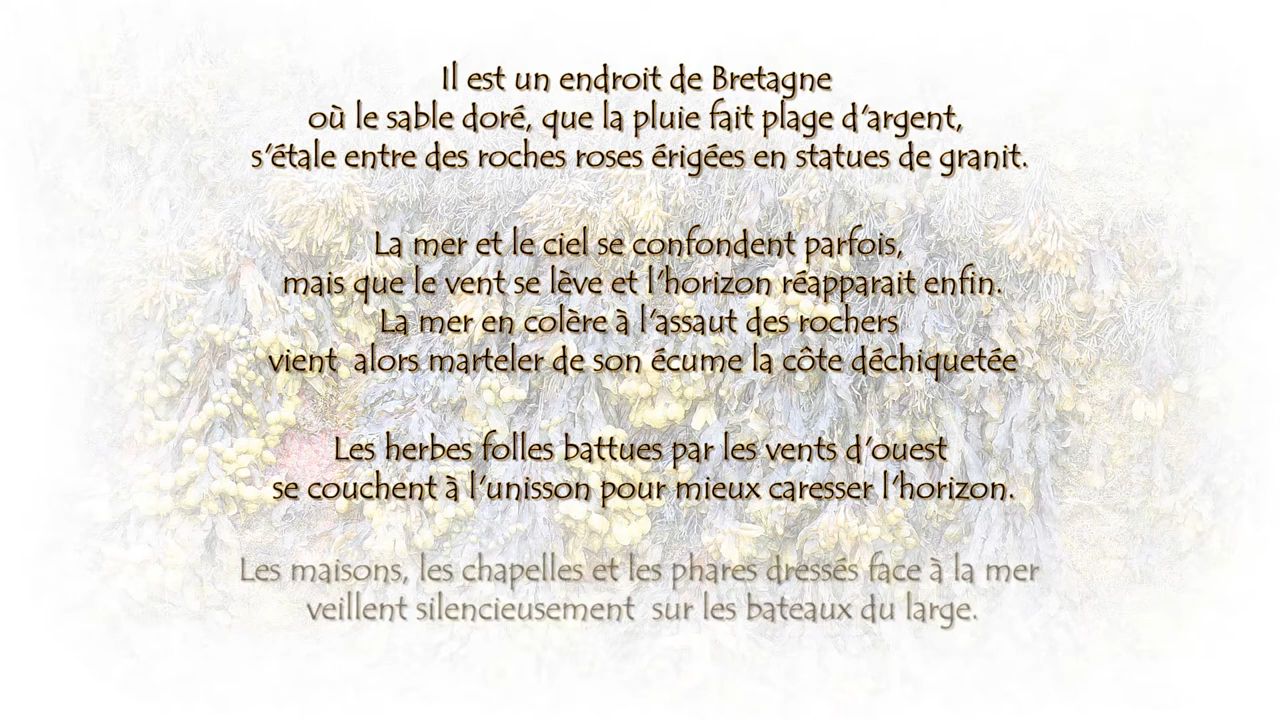 Il est un endroit de Bretagne
où le sable doré, que la pluie fait plage d'argent,
s'étale entre des roches roses érigées en statues de granit.
La mer et le ciel se confondent parfois,
mais que le vent se lève et l'horizon réapparait enfin.
La mer en colère à l'assaut des rochers
vient alors marteler de son écume la côte déchiquetée
Les herbes folles battues par les vents d'ouest
se couchent à l'unisson pour mieux caresser l'horizon.
Les maisons, les chapelles et les phares dressés face à la mer
veillent silencieusement sur les bateaux du large.